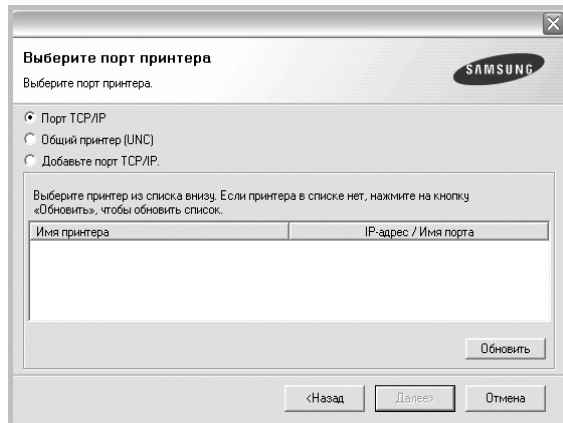 Выберите порт принтера
Выберите порт принтера.
SAMSUNG
Порт TCP/IP
Общий принтер (UNC)
Добавьте порт TCP/IP.
Выберите принтер из списка внизу. Если принтера в списке нет, нажмите на кнопку
«Обновить», чтобы обновить список.
Имя принтера IP-адрес / Имя порта
Обновить
<Назад Далее> Отмена